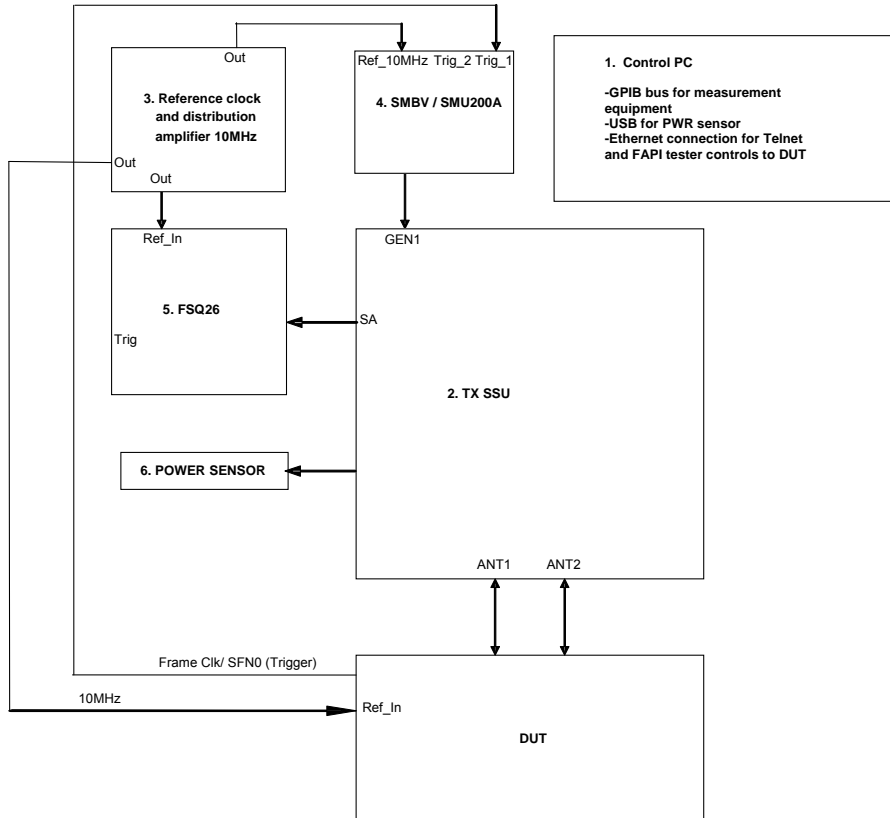 Out
3. Reference clock
and distribution
amplifier 10MHz
Out
Out
Ref_10MHz Trig_2 Trig_1
4. SMBV / SMU200A
1. Control PC
-GPIB bus for measurement
equipment
-USB for PWR sensor
-Ethernet connection for Telnet
and FAPI tester controls to DUT
Ref_In
5. FSQ26
Trig
GEN1
SA
2. TX SSU
6. POWER SENSOR
ANT1 ANT2
Frame Clk/ SFN0 (Trigger)
10MHz
Ref_In
DUT